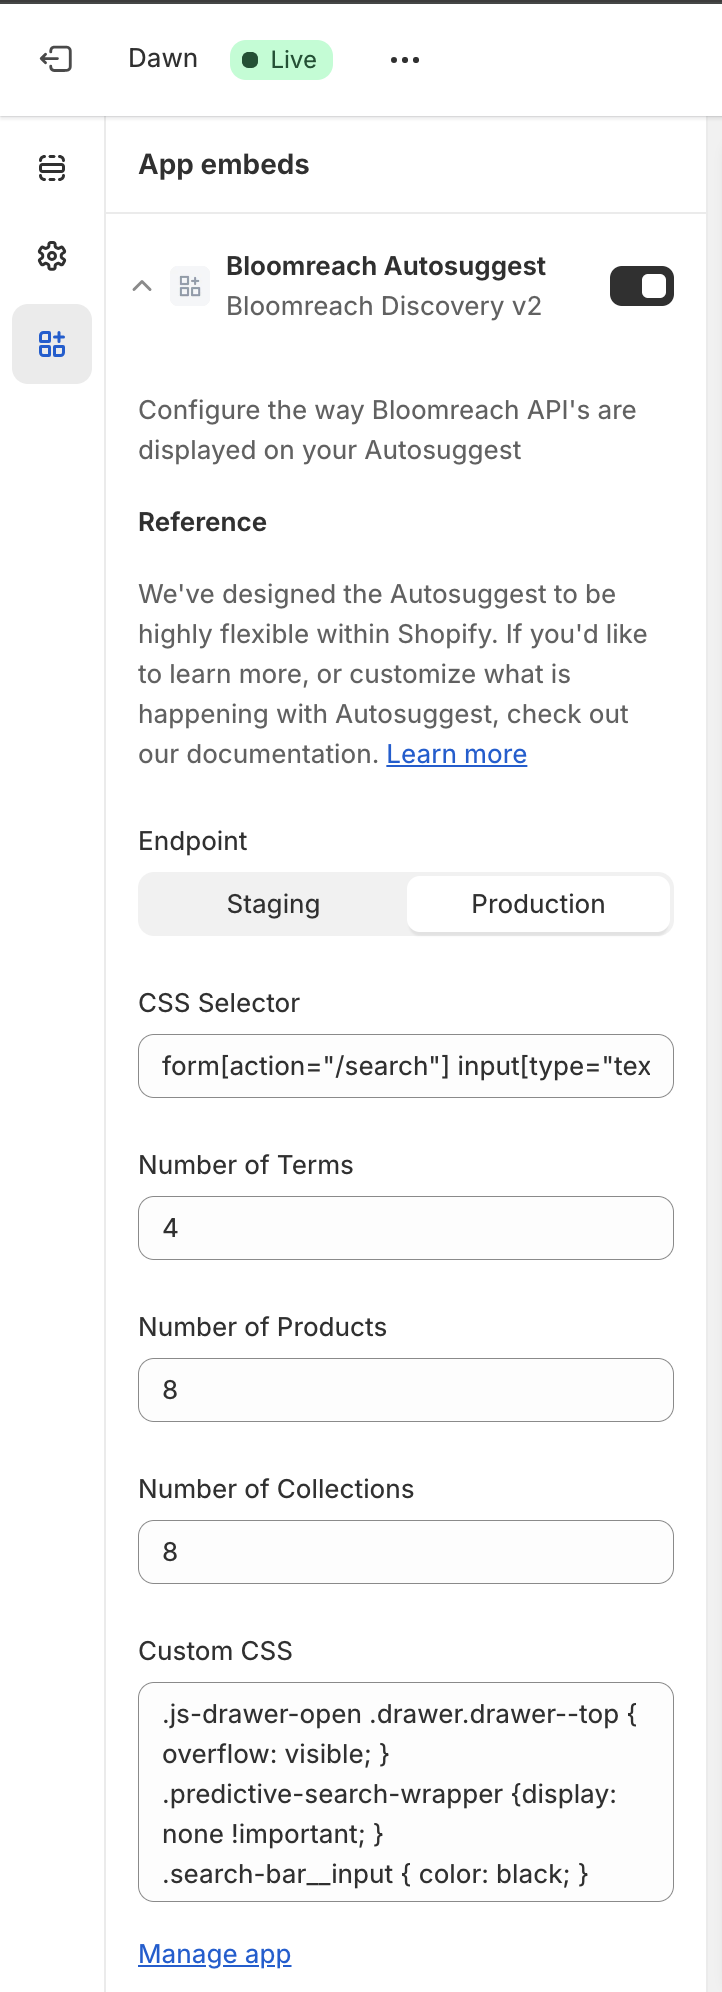 Dawn
Live
App embeds
Bloomreach Autosuggest
Bloomreach Discovery v2
Configure the way Bloomreach API's are
displayed on your Autosuggest
Reference
We've designed the Autosuggest to be
highly flexible within Shopify. If you'd like
to learn more, or customize what is
happening with Autosuggest, check out
our documentation. Learn more
Endpoint
Staging Production
CSS Selector
form[action="/search"] input[type="tex
Number of Terms
4
Number of Products
8
Number of Collections
8
Custom CSS
.js-drawer-open .drawer.drawer--top {
overflow: visible; }
.predictive-search-wrapper {display:
none !important; }
.search-bar__input { color: black; }
Manage app